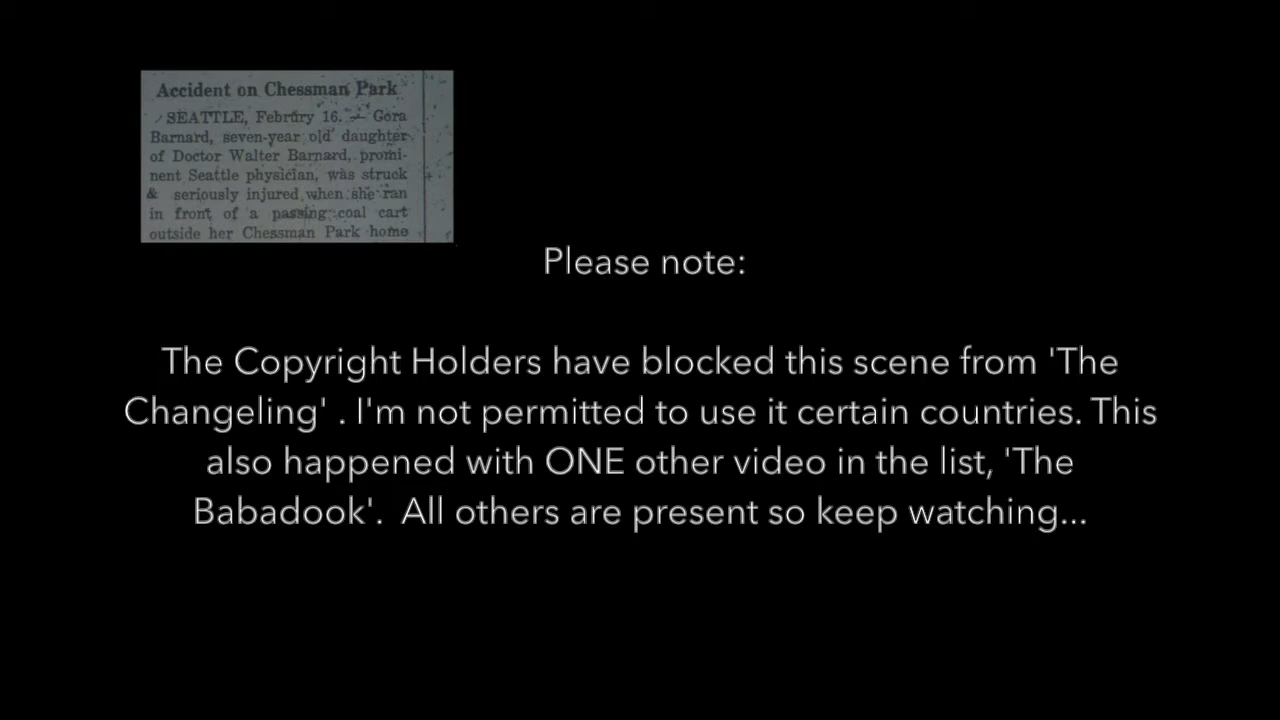 Accident on Chessman Park
SEATTLE, Februry 16. — Gora
Barnard, seven-year old daughter
of Doctor Walter Barnard, promi-
nent Seattle physician, was struck
& seriously injured when she ran
in front of a passing coal cart
outside her Chessman Park home
Please note:
The Copyright Holders have blocked this scene from 'The
Changeling' . I'm not permitted to use it certain countries. This
also happened with ONE other video in the list, 'The
Babadook'.  All others are present so keep watching...